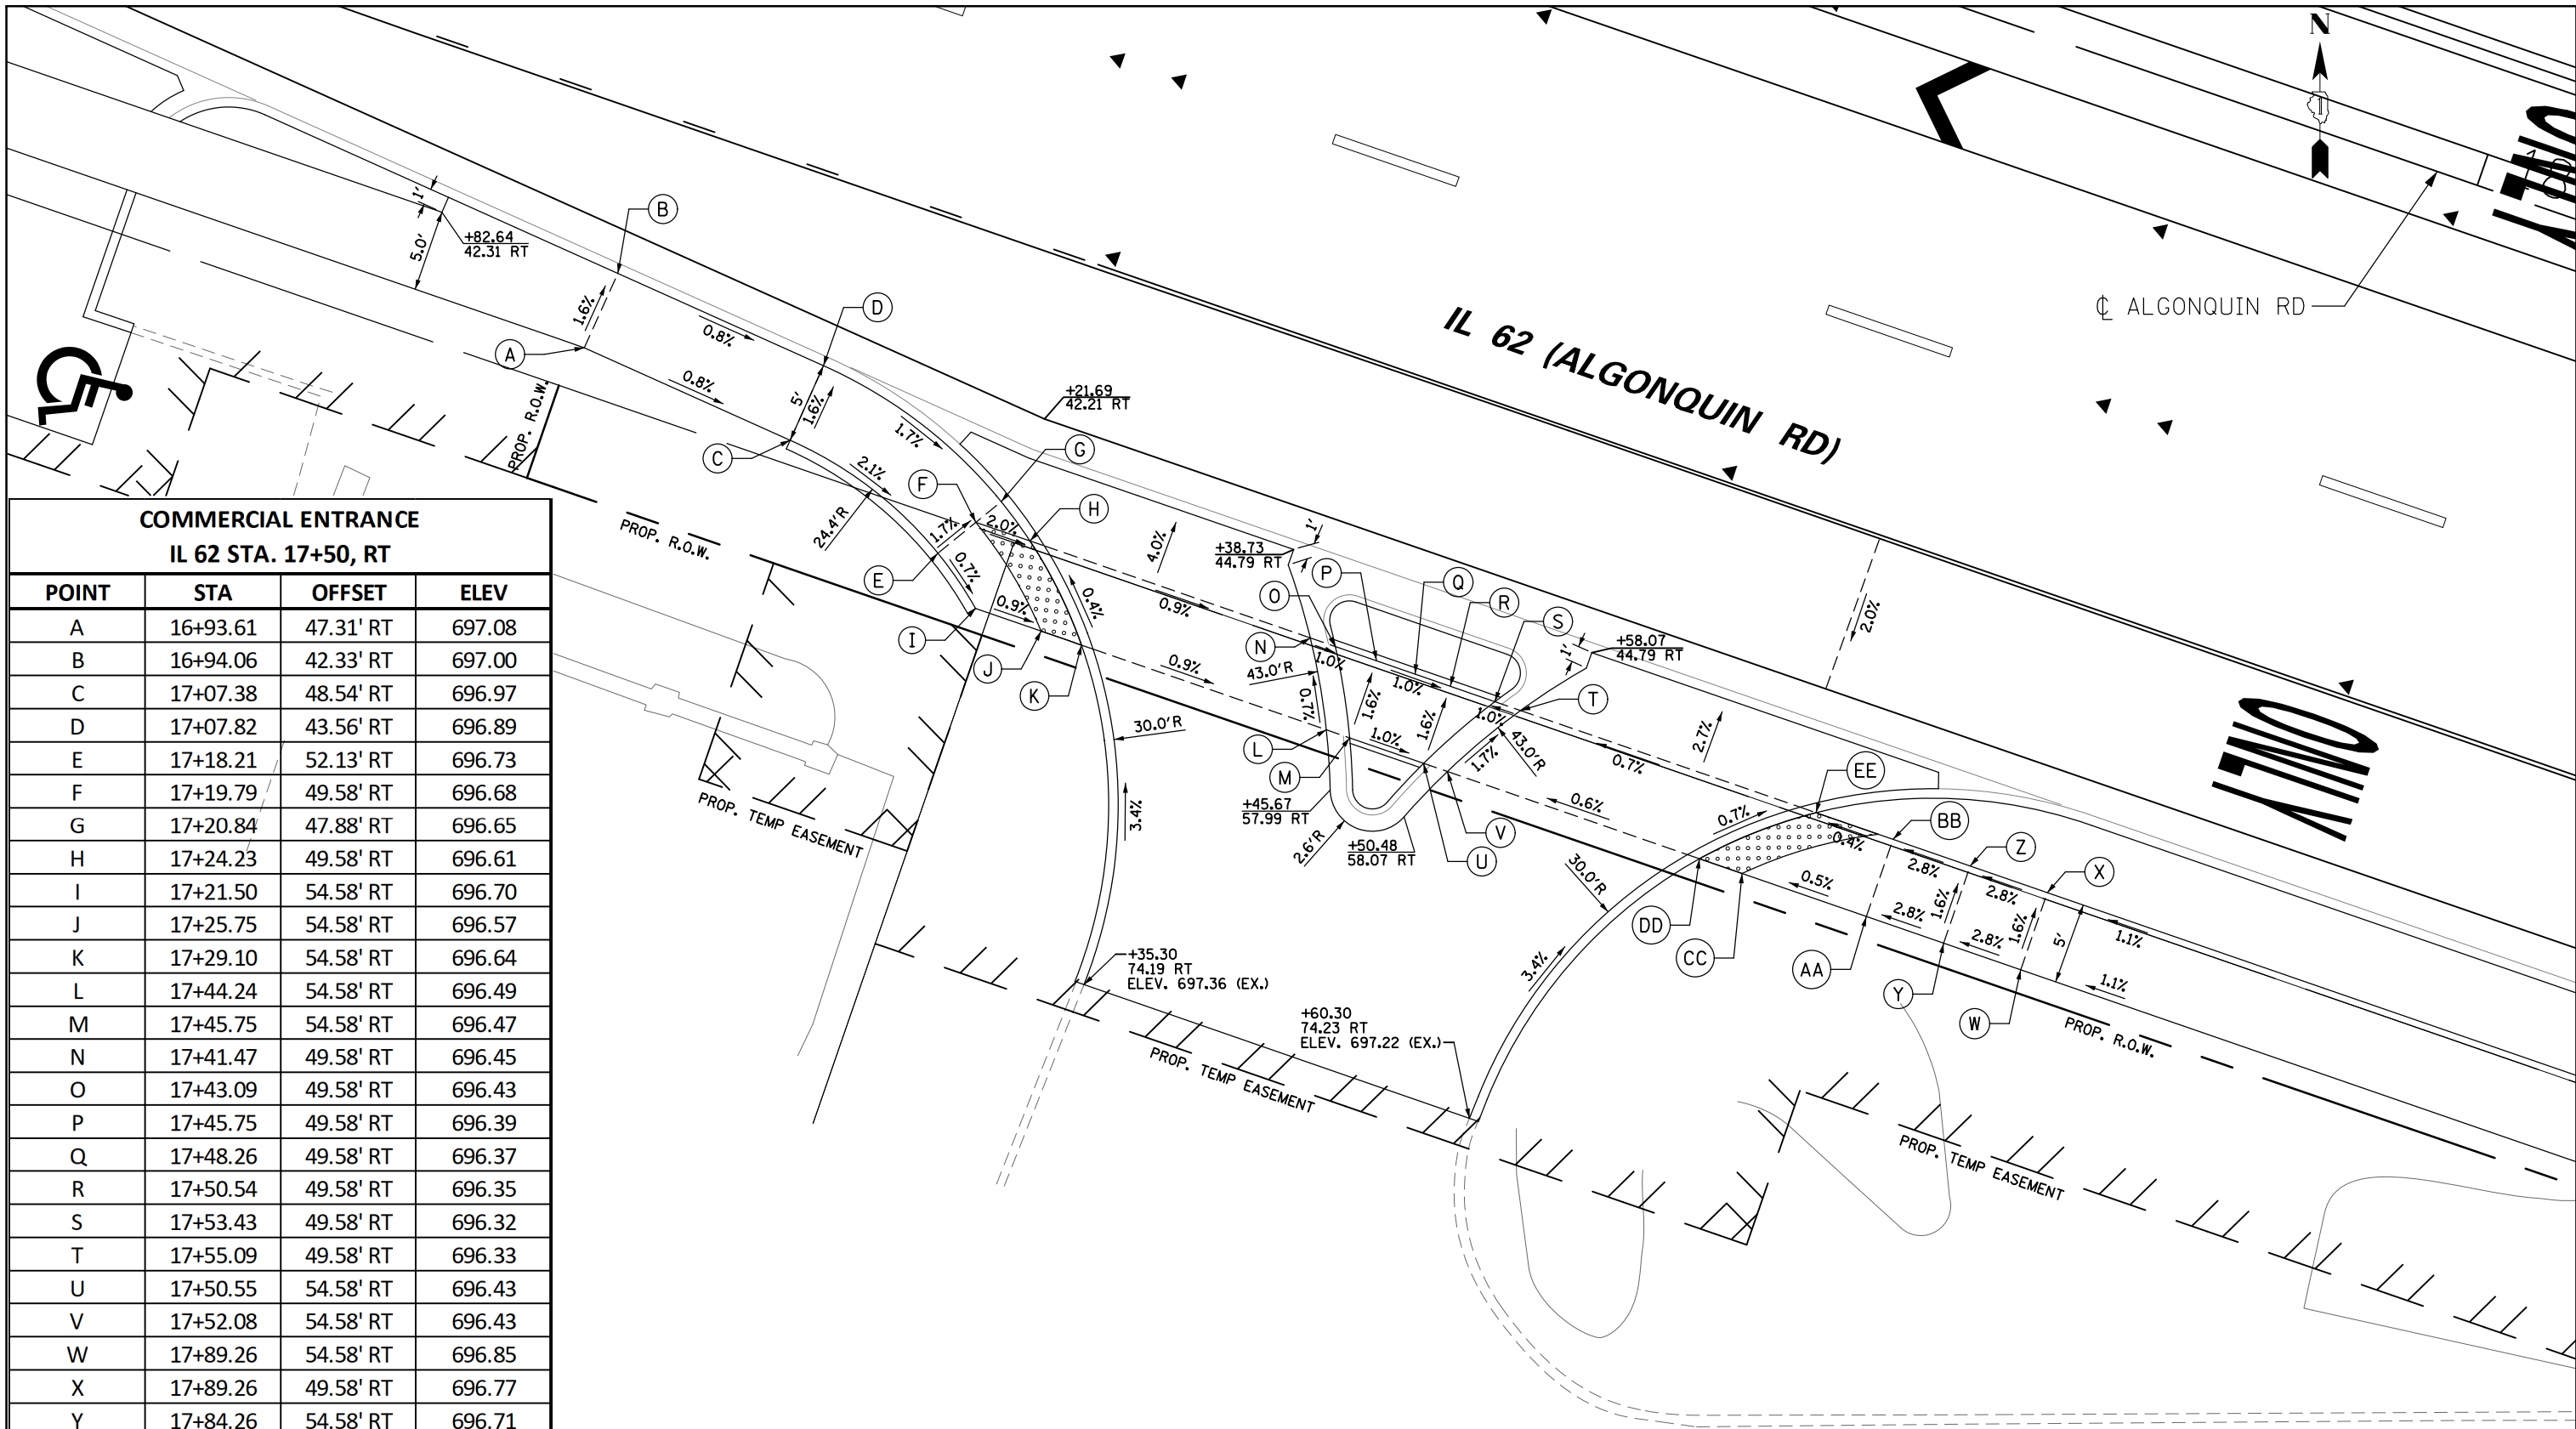 N
℄ ALGONQUIN RD
IL 62 (ALGONQUIN RD)
ONLY
ONLY
1'
5.0'
+82.64
42.31 RT
B
A
1.6%
0.8%
0.8%
D
C
5'
1.6%
1.7%
2.1%
24.4'R
+21.69
42.21 RT
G
F
H
E
I
J
K
1.7%
2.0%
0.7%
0.9%
0.4%
4.0%
0.9%
0.9%
30.0'R
3.4%
PROP. R.O.W.
PROP. R.O.W.
PROP. TEMP EASEMENT
1'
+38.73
44.79 RT
P
O
N
Q
R
S
T
43.0'R
1.0%
1.0%
1.0%
0.7%
1.6%
1.6%
1.0%
1.7%
43.0'R
1'
+58.07
44.79 RT
L
M
+45.67
57.99 RT
2.6'R
+50.48
58.07 RT
V
U
2.0%
2.7%
0.7%
0.6%
0.7%
30.0'R
3.4%
EE
BB
Z
X
DD
CC
AA
Y
W
0.4%
0.5%
2.8%
2.8%
2.8%
2.8%
1.6%
1.6%
5'
1.1%
1.1%
PROP. R.O.W.
+35.30
74.19 RT
ELEV. 697.36 (EX.)
+60.30
74.23 RT
ELEV. 697.22 (EX.)
PROP. TEMP EASEMENT
PROP. TEMP EASEMENT
COMMERCIAL ENTRANCE
IL 62 STA. 17+50, RT
POINT STA OFFSET ELEV
A 16+93.61 47.31' RT 697.08
B 16+94.06 42.33' RT 697.00
C 17+07.38 48.54' RT 696.97
D 17+07.82 43.56' RT 696.89
E 17+18.21 52.13' RT 696.73
F 17+19.79 49.58' RT 696.68
G 17+20.84 47.88' RT 696.65
H 17+24.23 49.58' RT 696.61
I 17+21.50 54.58' RT 696.70
J 17+25.75 54.58' RT 696.57
K 17+29.10 54.58' RT 696.64
L 17+44.24 54.58' RT 696.49
M 17+45.75 54.58' RT 696.47
N 17+41.47 49.58' RT 696.45
O 17+43.09 49.58' RT 696.43
P 17+45.75 49.58' RT 696.39
Q 17+48.26 49.58' RT 696.37
R 17+50.54 49.58' RT 696.35
S 17+53.43 49.58' RT 696.32
T 17+55.09 49.58' RT 696.33
U 17+50.55 54.58' RT 696.43
V 17+52.08 54.58' RT 696.43
W 17+89.26 54.58' RT 696.85
X 17+89.26 49.58' RT 696.77
Y 17+84.26 54.58' RT 696.71